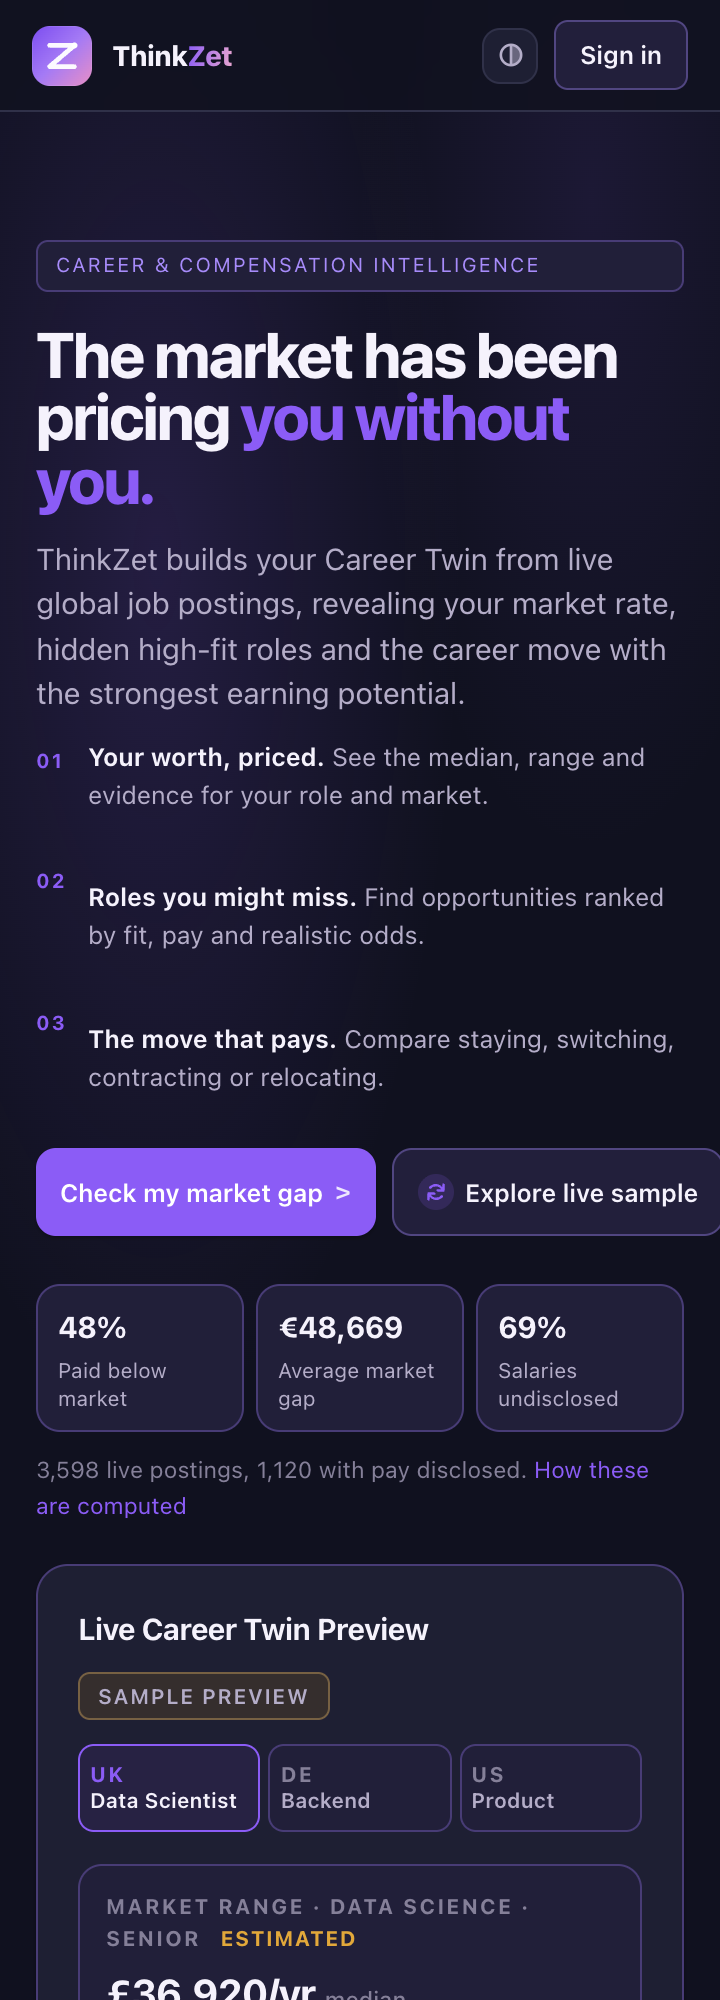 ThinkZet
Sign in
CAREER & COMPENSATION INTELLIGENCE
The market has been
pricing you without
you.
ThinkZet builds your Career Twin from live
global job postings, revealing your market rate,
hidden high-fit roles and the career move with
the strongest earning potential.
01 Your worth, priced. See the median, range and
evidence for your role and market.
02 Roles you might miss. Find opportunities ranked
by fit, pay and realistic odds.
03 The move that pays. Compare staying, switching,
contracting or relocating.
Check my market gap >
Explore live sample
48%
Paid below
market
€48,669
Average market
gap
69%
Salaries
undisclosed
3,598 live postings, 1,120 with pay disclosed. How these
are computed
Live Career Twin Preview
SAMPLE PREVIEW
UK
Data Scientist
DE
Backend
US
Product
MARKET RANGE · DATA SCIENCE ·
SENIOR ESTIMATED
£36,920/yr median